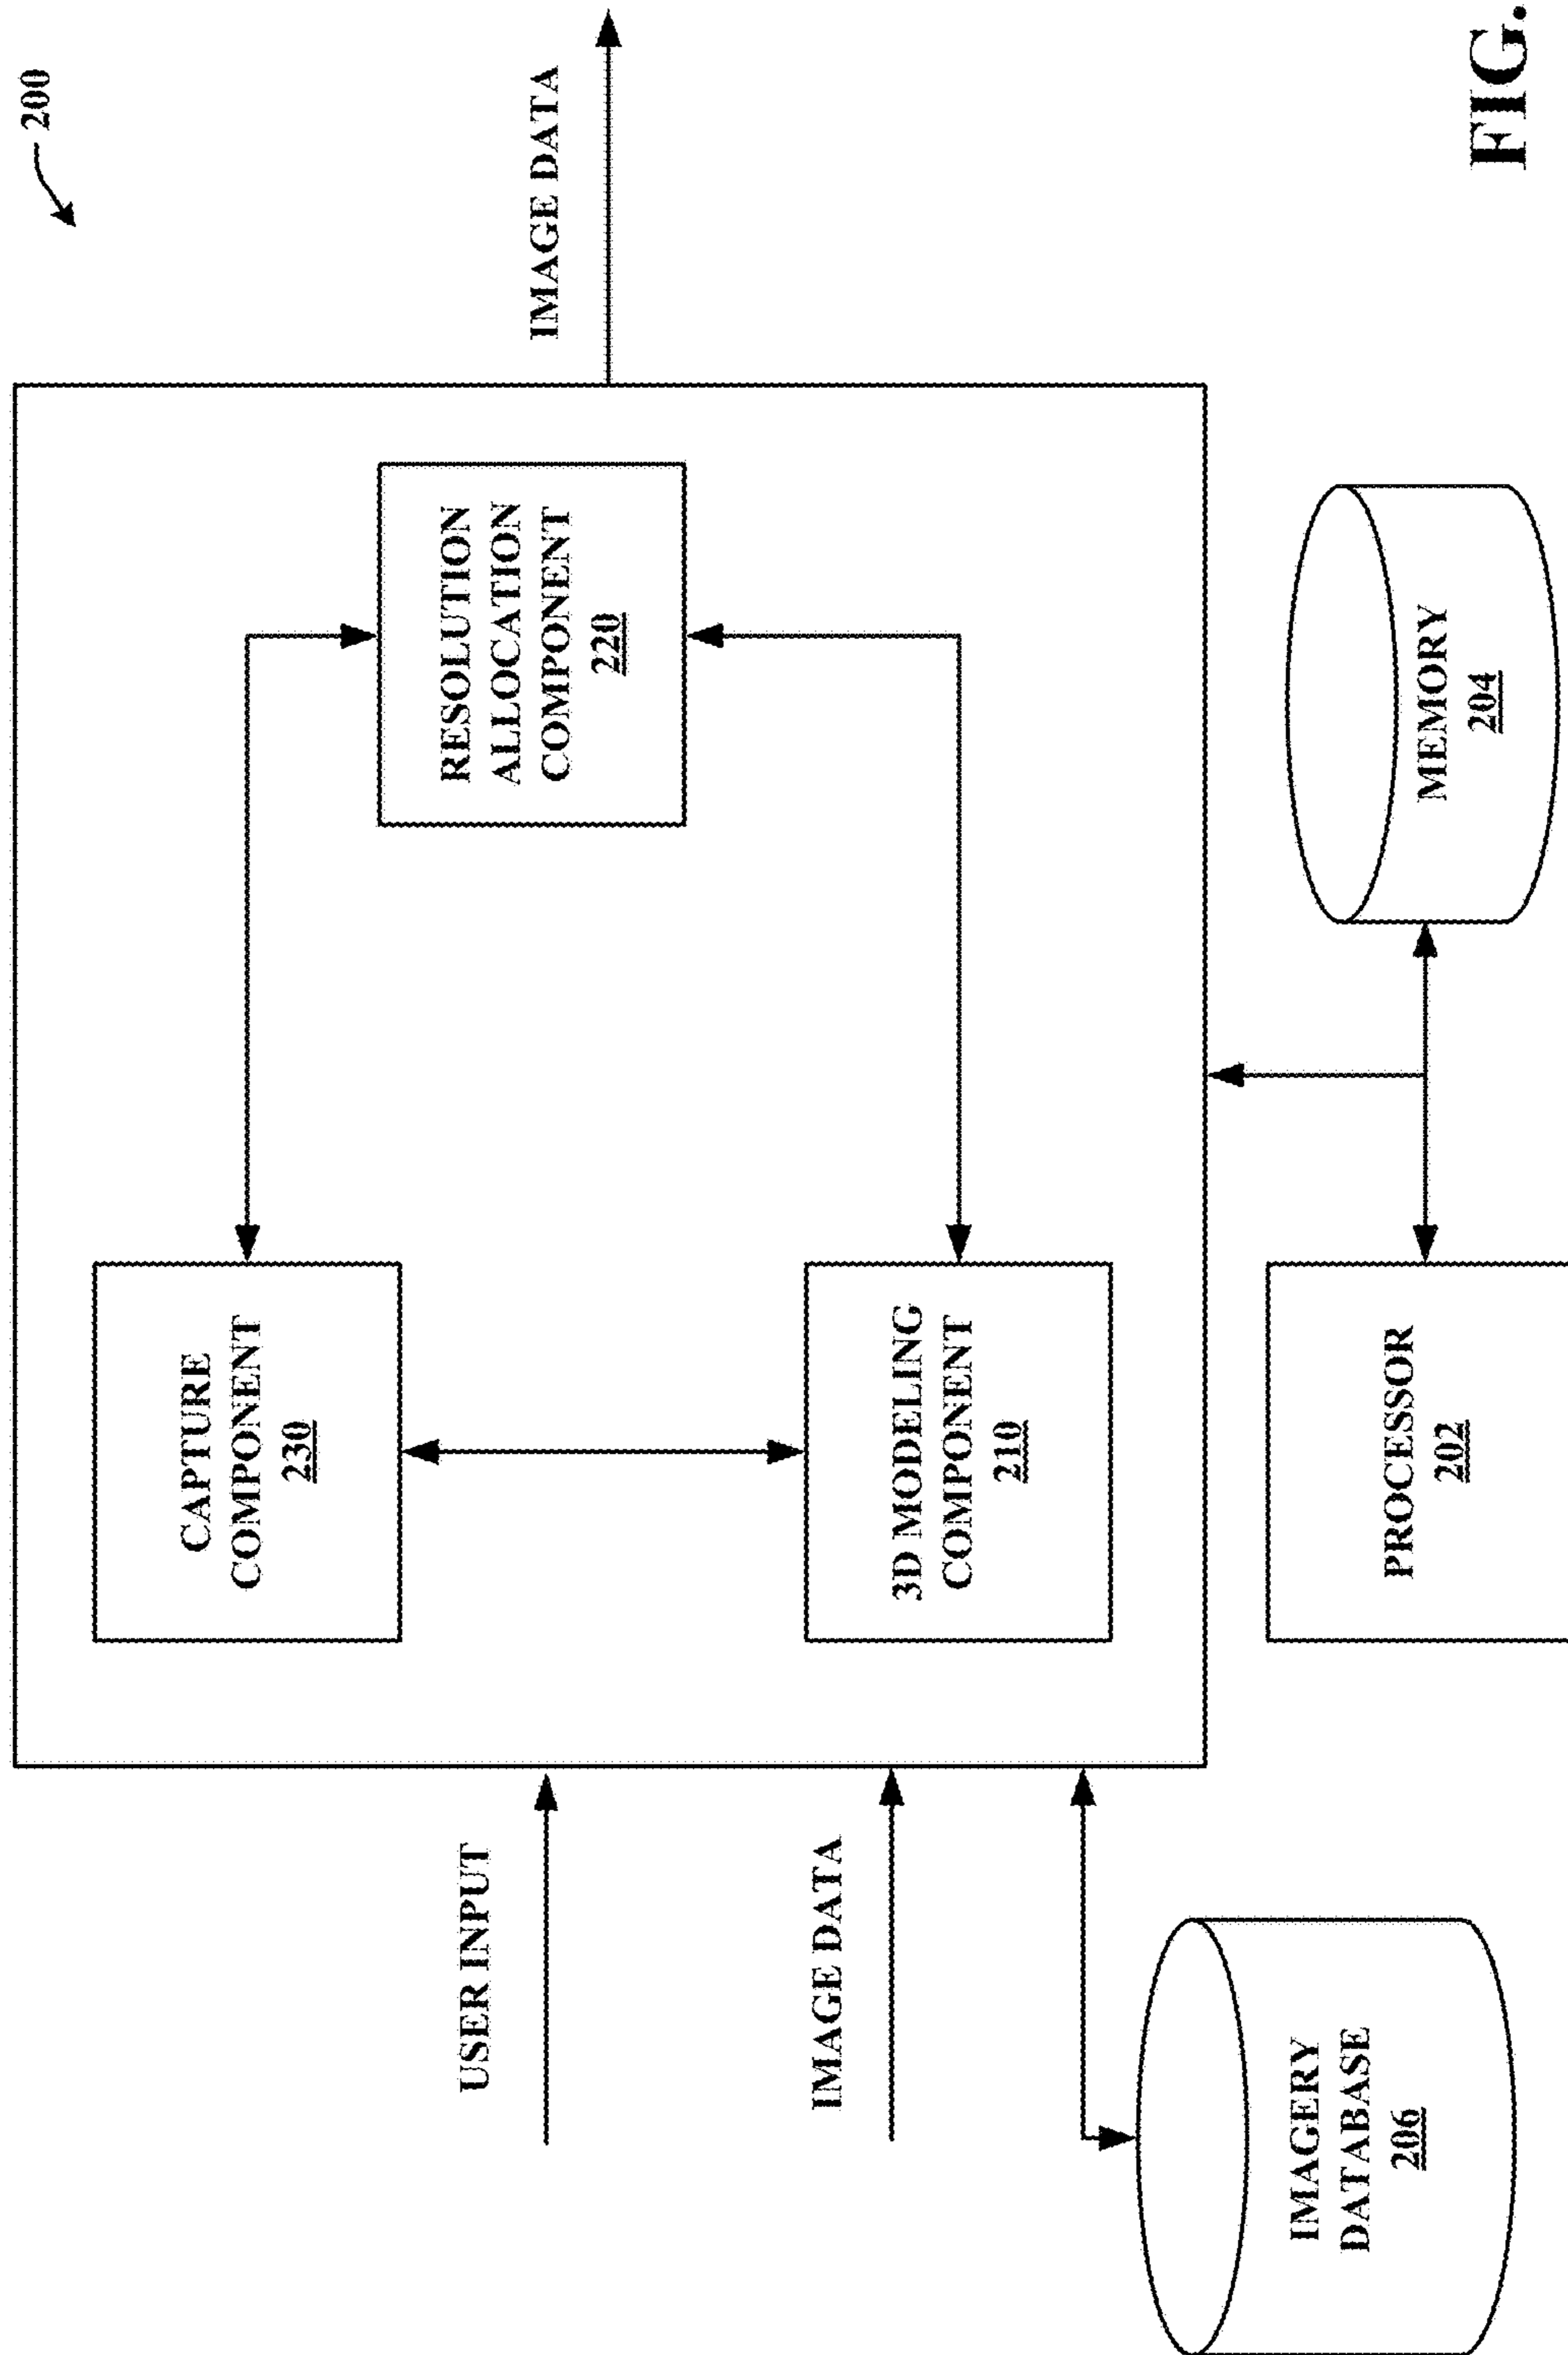 200
USER INPUT
IMAGE DATA
IMAGERY
DATABASE
206
CAPTURE
COMPONENT
230
3D MODELING
COMPONENT
210
RESOLUTION
ALLOCATION
COMPONENT
220
IMAGE DATA
PROCESSOR
202
MEMORY
204
FIG.